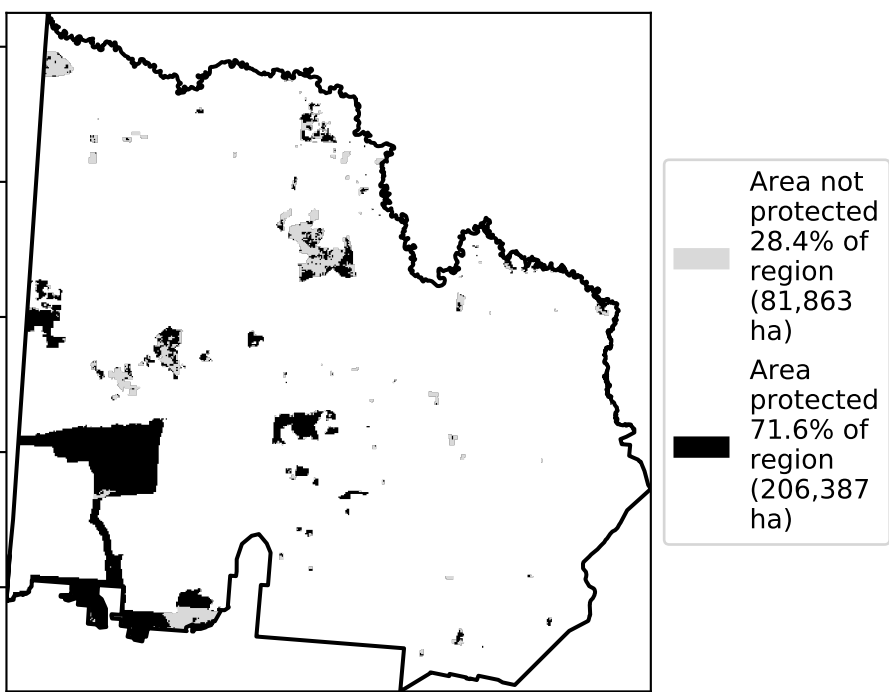 Area not
protected
28.4% of
region
(81,863
ha)
Area
protected
71.6% of
region
(206,387
ha)